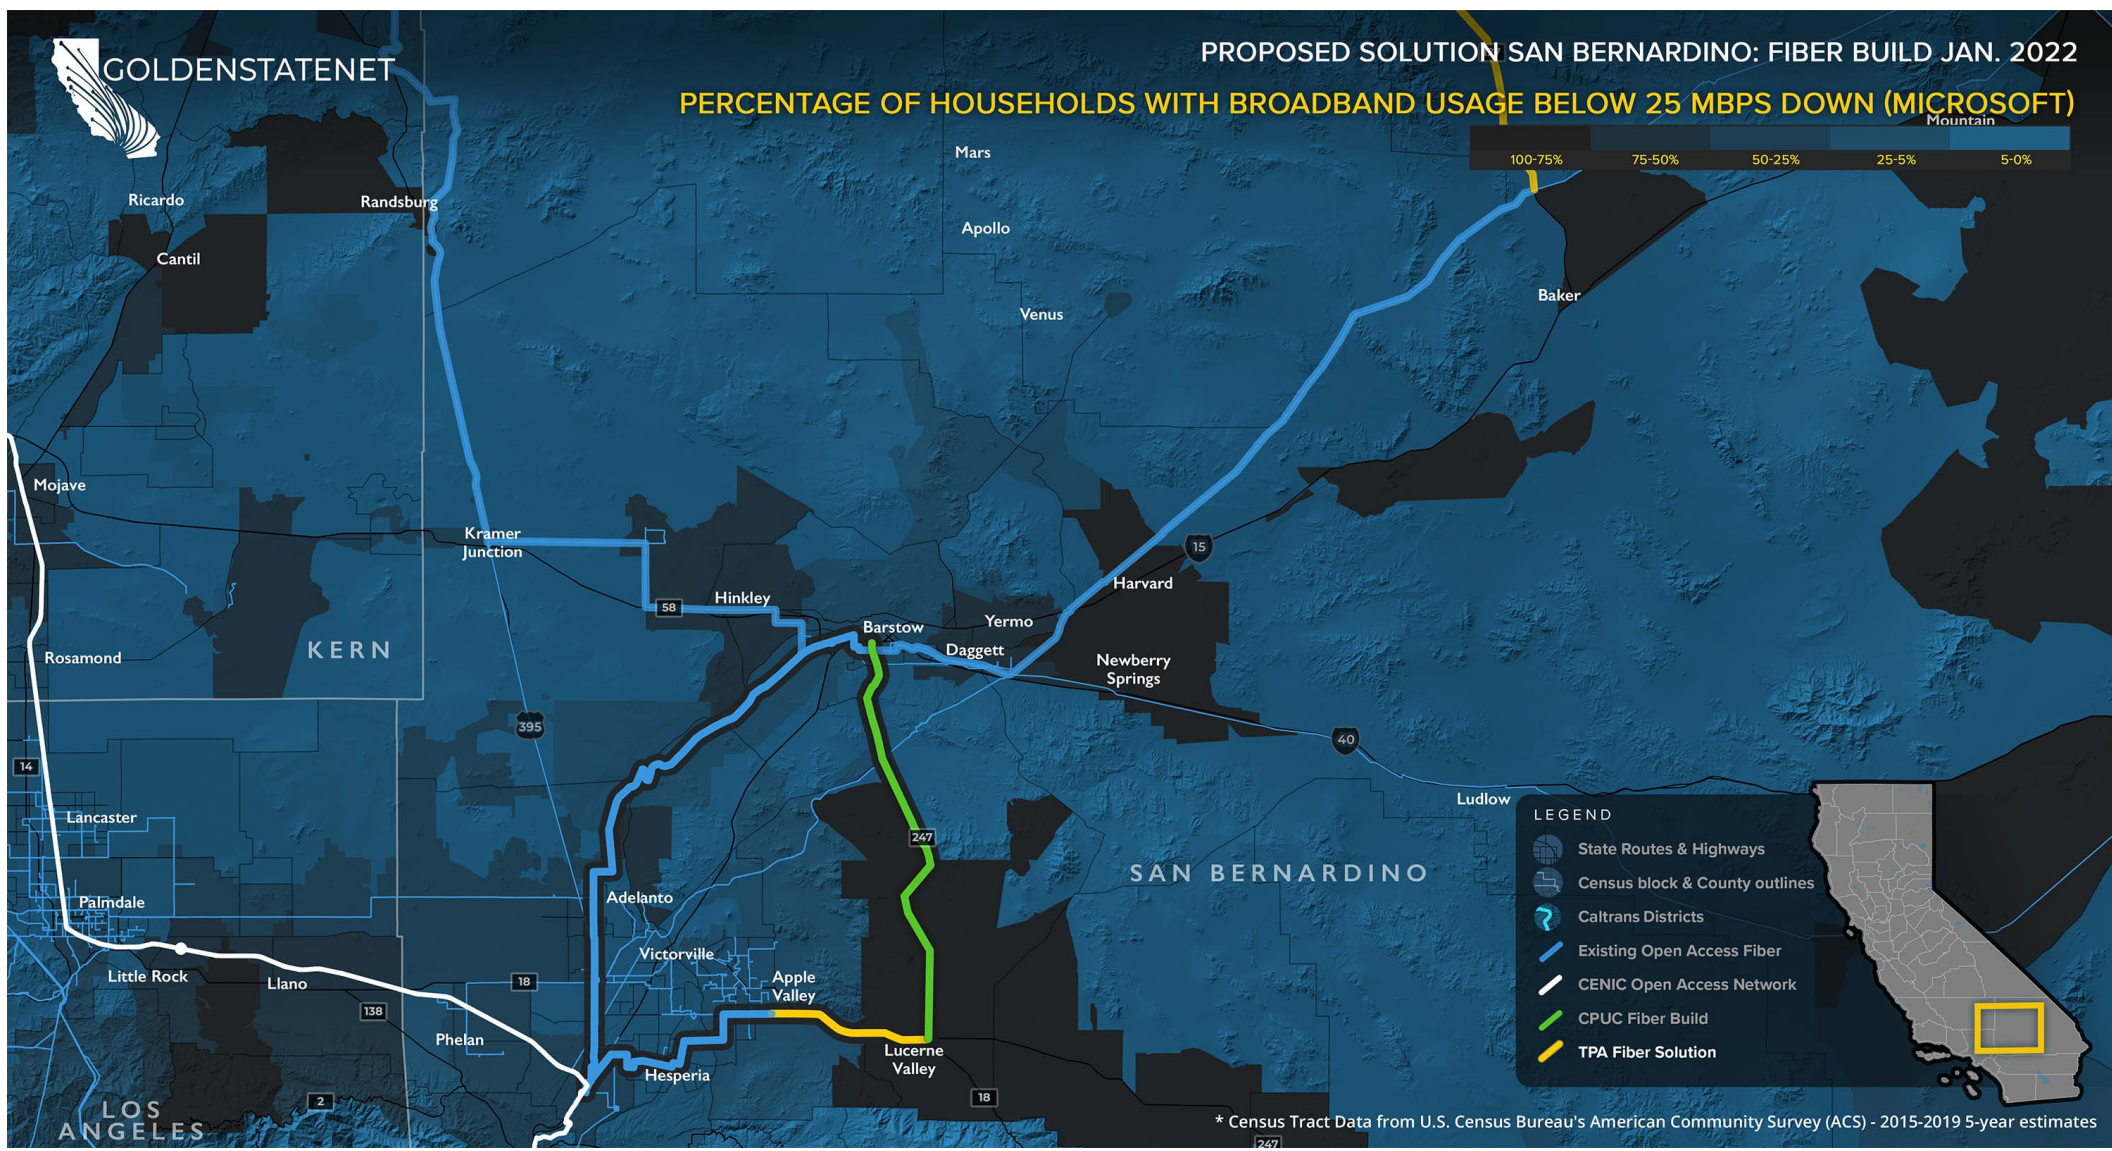 GOLDENSTATENET
PROPOSED SOLUTION SAN BERNARDINO: FIBER BUILD JAN. 2022
PERCENTAGE OF HOUSEHOLDS WITH BROADBAND USAGE BELOW 25 MBPS DOWN (MICROSOFT)
Mountain
100-75%
75-50%
50-25%
25-5%
5-0%
Mars
Ricardo
Randsburg
Apollo
Cantil
Baker
Venus
Mojave
Kramer
Junction
15
Harvard
58
Hinkley
Yermo
Barstow
Daggett
KERN
Rosamond
Newberry
Springs
395
40
14
Ludlow
Lancaster
247
SAN BERNARDINO
Adelanto
Palmdale
Victorville
Little Rock
Llano
18
Apple
Valley
138
Phelan
Lucerne
Valley
Hesperia
2
18
LOS
ANGELES
247
LEGEND
State Routes & Highways
Census block & County outlines
Caltrans Districts
Existing Open Access Fiber
CENIC Open Access Network
CPUC Fiber Build
TPA Fiber Solution
* Census Tract Data from U.S. Census Bureau's American Community Survey (ACS) - 2015-2019 5-year estimates